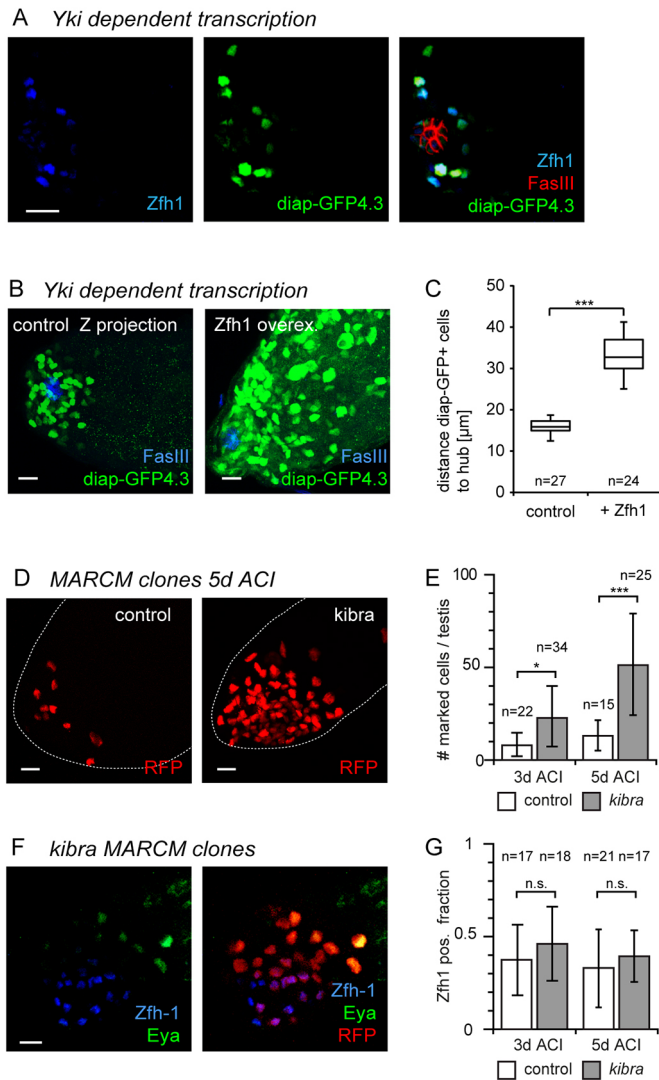 A Yki dependent transcription
Zfh1
diap-GFP4.3
Zfh1
FasIII
diap-GFP4.3
B Yki dependent transcription
control Z projection
FasIII
diap-GFP4.3
Zfh1 overex.
FasIII
diap-GFP4.3
C
distance diap-GFP+ cells
to hub [µm]
50
40
30
20
10
0
***
n=27
n=24
control
+ Zfh1
D MARCM clones 5d ACI
control
RFP
kibra
RFP
E
# marked cells / testis
100
50
0
n=25
***
n=34
*
n=22
n=15
3d ACI
5d ACI
control
kibra
F kibra MARCM clones
Zfh-1
Eya
Zfh-1
Eya
RFP
G
Zfh1 pos. fraction
1
0.5
0
n=17 n=18 n=21 n=17
n.s.
n.s.
3d ACI
5d ACI
control
kibra